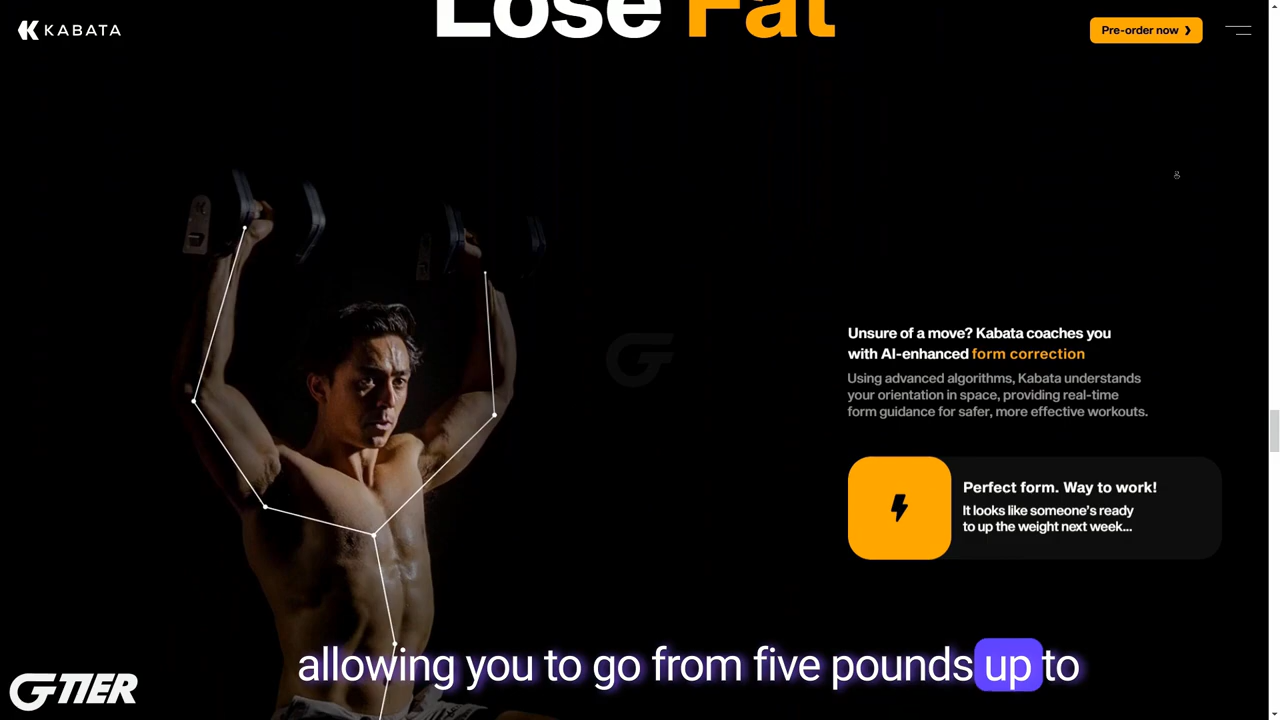 Lose Fat
KABATA
Pre-order now ❯
Unsure of a move? Kabata coaches you
with AI-enhanced form correction
Using advanced algorithms, Kabata understands
your orientation in space, providing real-time
form guidance for safer, more effective workouts.
Perfect form. Way to work!
It looks like someone's ready
to up the weight next week...
allowing you to go from five pounds up to
GTIER